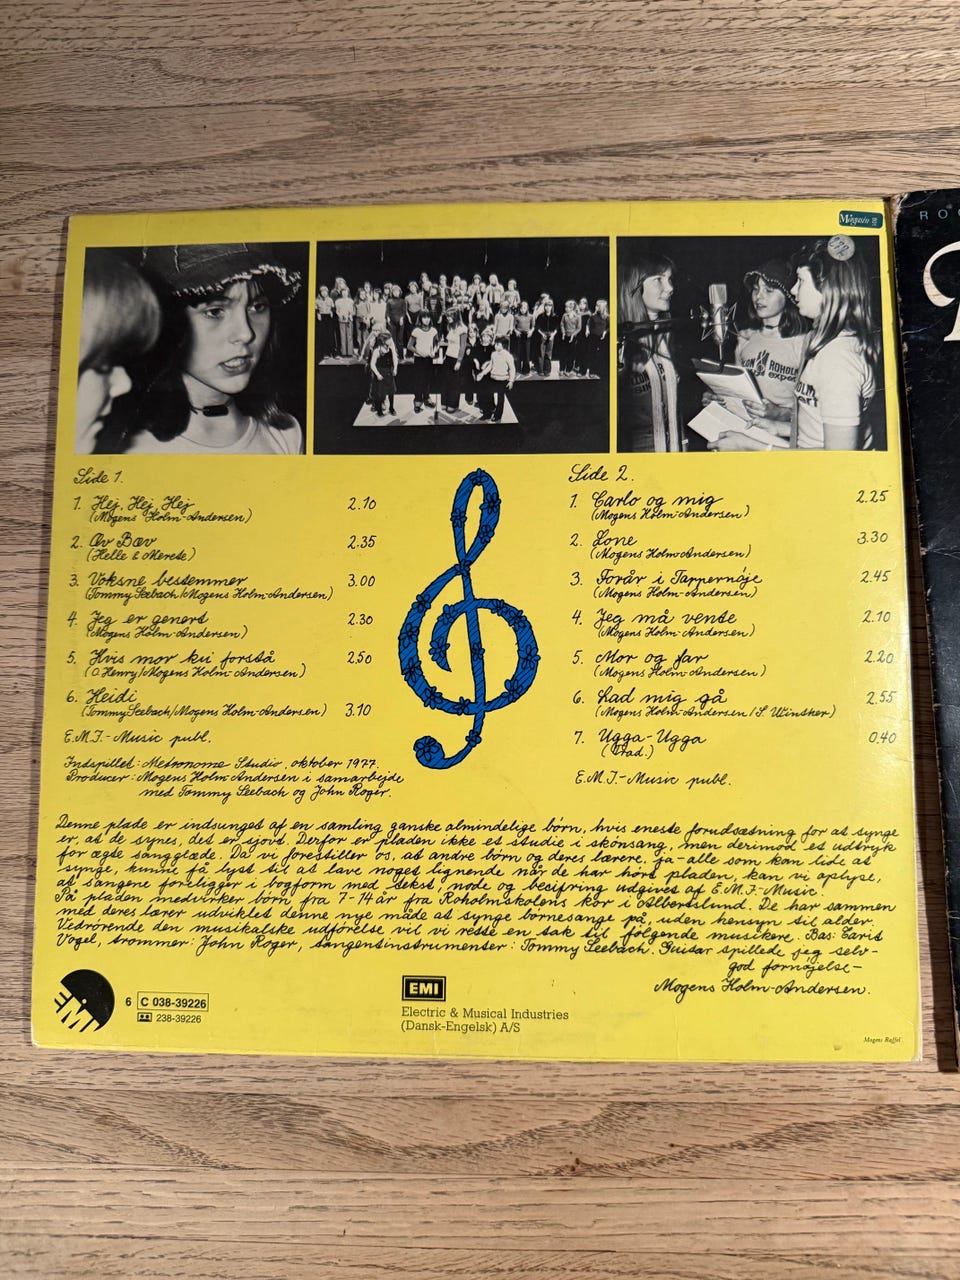 Magasin
ROC
Side 1.
1. Hej, Hej, Hej 2.10
(Mogens Holm-Andersen)
2. Øv Bæv 2.35
(Helle & Merete)
3. Voksne bestemmer 3.00
(Tommy Seebach/Mogens Holm-Andersen)
4. Jeg er genert 2.30
(Mogens Holm-Andersen)
5. Hvis mor ku' forstå 2.50
(O. Henry/Mogens Holm-Andersen)
6. Heidi 3.10
(Tommy Seebach/Mogens Holm-Andersen)
E.M.I.-Music publ.
Indspillet: Metronome Studio, oktober 1977.
Producer: Mogens Holm-Andersen i samarbejde
med Tommy Seebach og John Roger.
Side 2.
1. Carlo og mig 2.25
(Mogens Holm-Andersen)
2. Lone 3.30
(Mogens Holm-Andersen)
3. Forår i Tarpernøje 2.45
(Mogens Holm-Andersen)
4. Jeg må vente 2.10
(Mogens Holm-Andersen)
5. Mor og far 2.20
(Mogens Holm-Andersen)
6. Lad mig gå 2.55
(Mogens Holm-Andersen/S. Winther)
7. Ugga-Ugga 0.40
(Trad.)
E.M.I-Music publ.
Denne plade er indsunget af en samling ganske almindelige børn, hvis eneste forudsætning for at synge
er, at de synes, det er sjovt. Derfor er pladen ikke et studie i skønsang, men derimod et udtryk
for ægte sangglæde. Da vi forestiller os, at andre børn og deres lærere, ja-alle som kan lide at
synge, kunne få lyst til at lave noget lignende når de har hørt pladen, kan vi oplyse,
at sangene foreligger i bogform med tekst, node og becifring udgivet af E.M.I-Music.
På pladen medvirker børn fra 7-14 år fra Roholmskolens kor i Albertslund. De har sammen
med deres lærer udviklet denne nye måde at synge børnesange på, uden hensyn til alder.
Vedrørende den musikalske udførelse vil vi rette en tak til følgende musikere. Bas: Earit
Vogel, trommer: John Roger, tangentinstrumenter: Tommy Seebach. Guitar spillede jeg selv-
god fornøjelse-
Mogens Holm-Andersen.
EMI
6 C 038-39226
238-39226
EMI
Electric & Musical Industries
(Dansk-Engelsk) A/S
Mogens Raffel